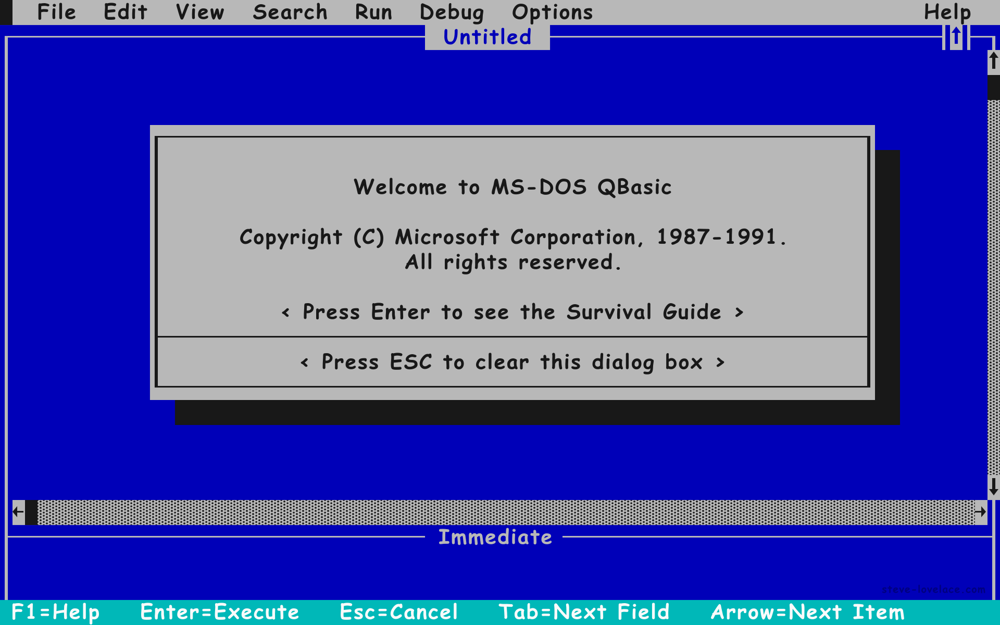 File Edit View Search Run Debug Options Help
Untitled
Welcome to MS-DOS QBasic
Copyright (C) Microsoft Corporation, 1987-1991.
All rights reserved.
< Press Enter to see the Survival Guide >
< Press ESC to clear this dialog box >
Immediate
steve-lovelace.com
F1=Help Enter=Execute Esc=Cancel Tab=Next Field Arrow=Next Item